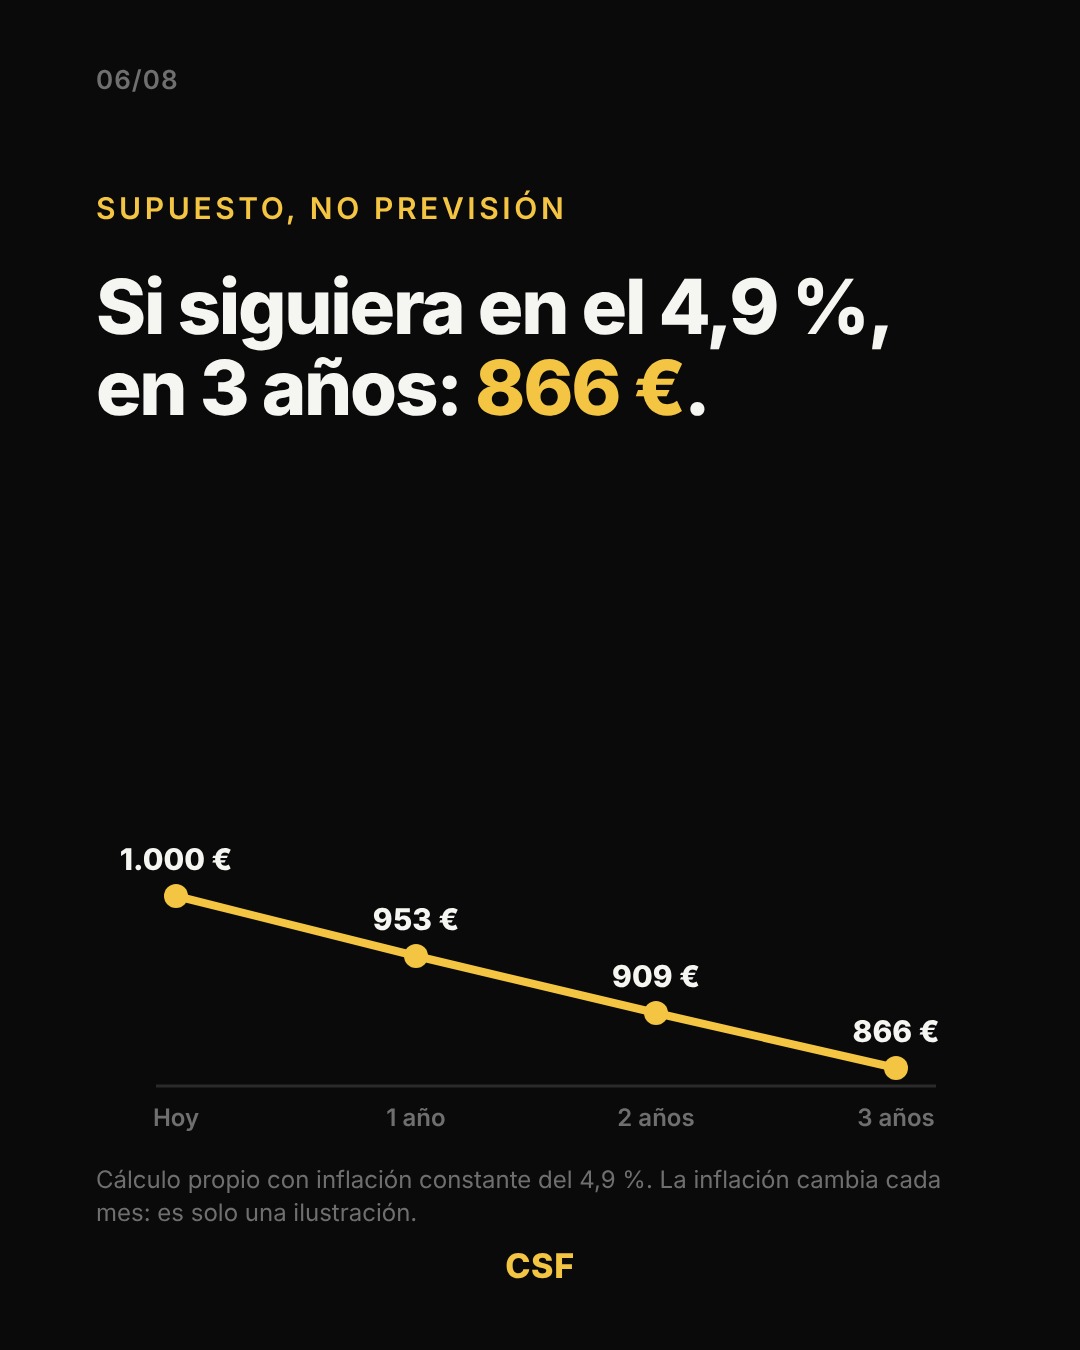 06/08
SUPUESTO, NO PREVISIÓN
Si siguiera en el 4,9 %,
en 3 años: 866 €.
1.000 €
953 €
909 €
866 €
Hoy
1 año
2 años
3 años
Cálculo propio con inflación constante del 4,9 %. La inflación cambia cada
mes: es solo una ilustración.
CSF